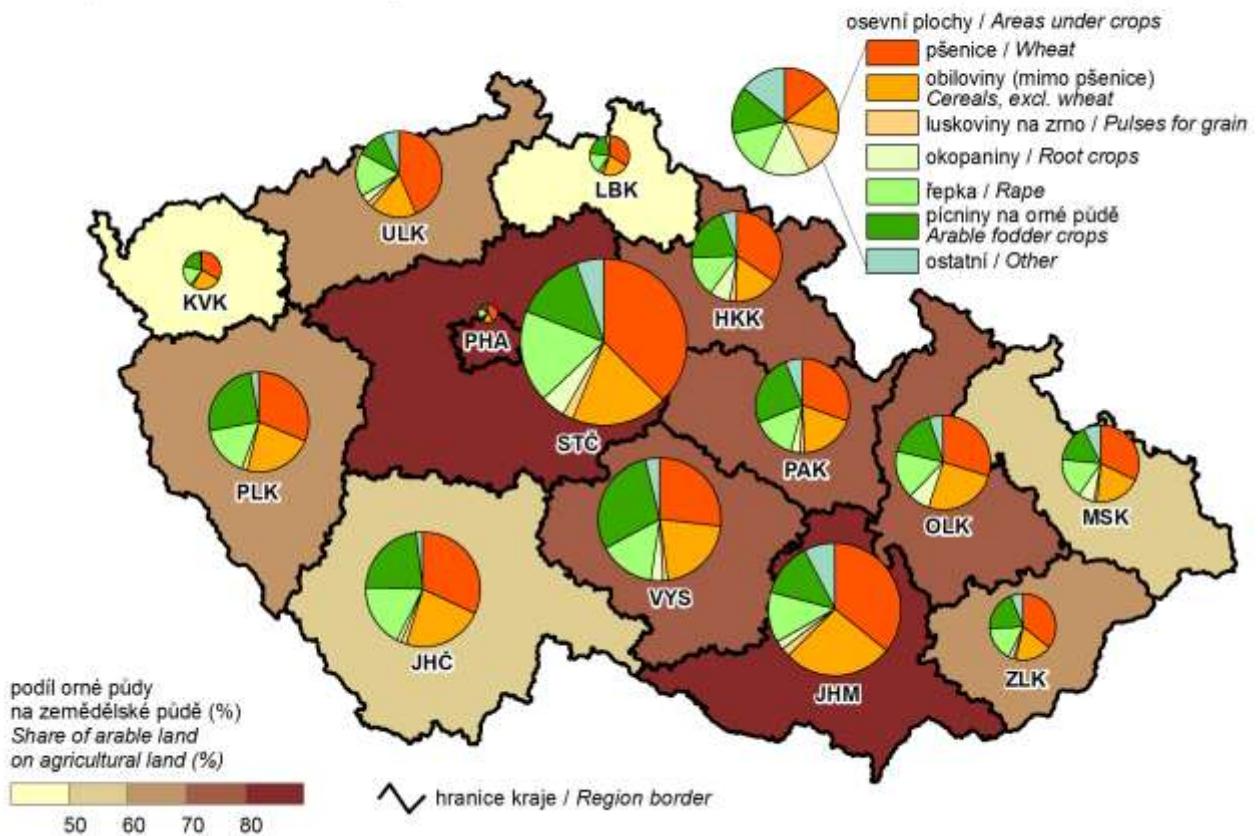 osevní plochy / Areas under crops
pšenice / Wheat
obiloviny (mimo pšenice)
Cereals, excl. wheat
luskoviny na zrno / Pulses for grain
okopaniny / Root crops
řepka / Rape
pícniny na orné půdě
Arable fodder crops
ostatní / Other
LBK
ULK
KVK
HKK
PHA
STČ
PAK
PLK
OLK
MSK
VYS
JHČ
JHM
ZLK
podíl orné půdy
na zemědělské půdě (%)
Share of arable land
on agricultural land (%)
50 60 70 80
hranice kraje / Region border